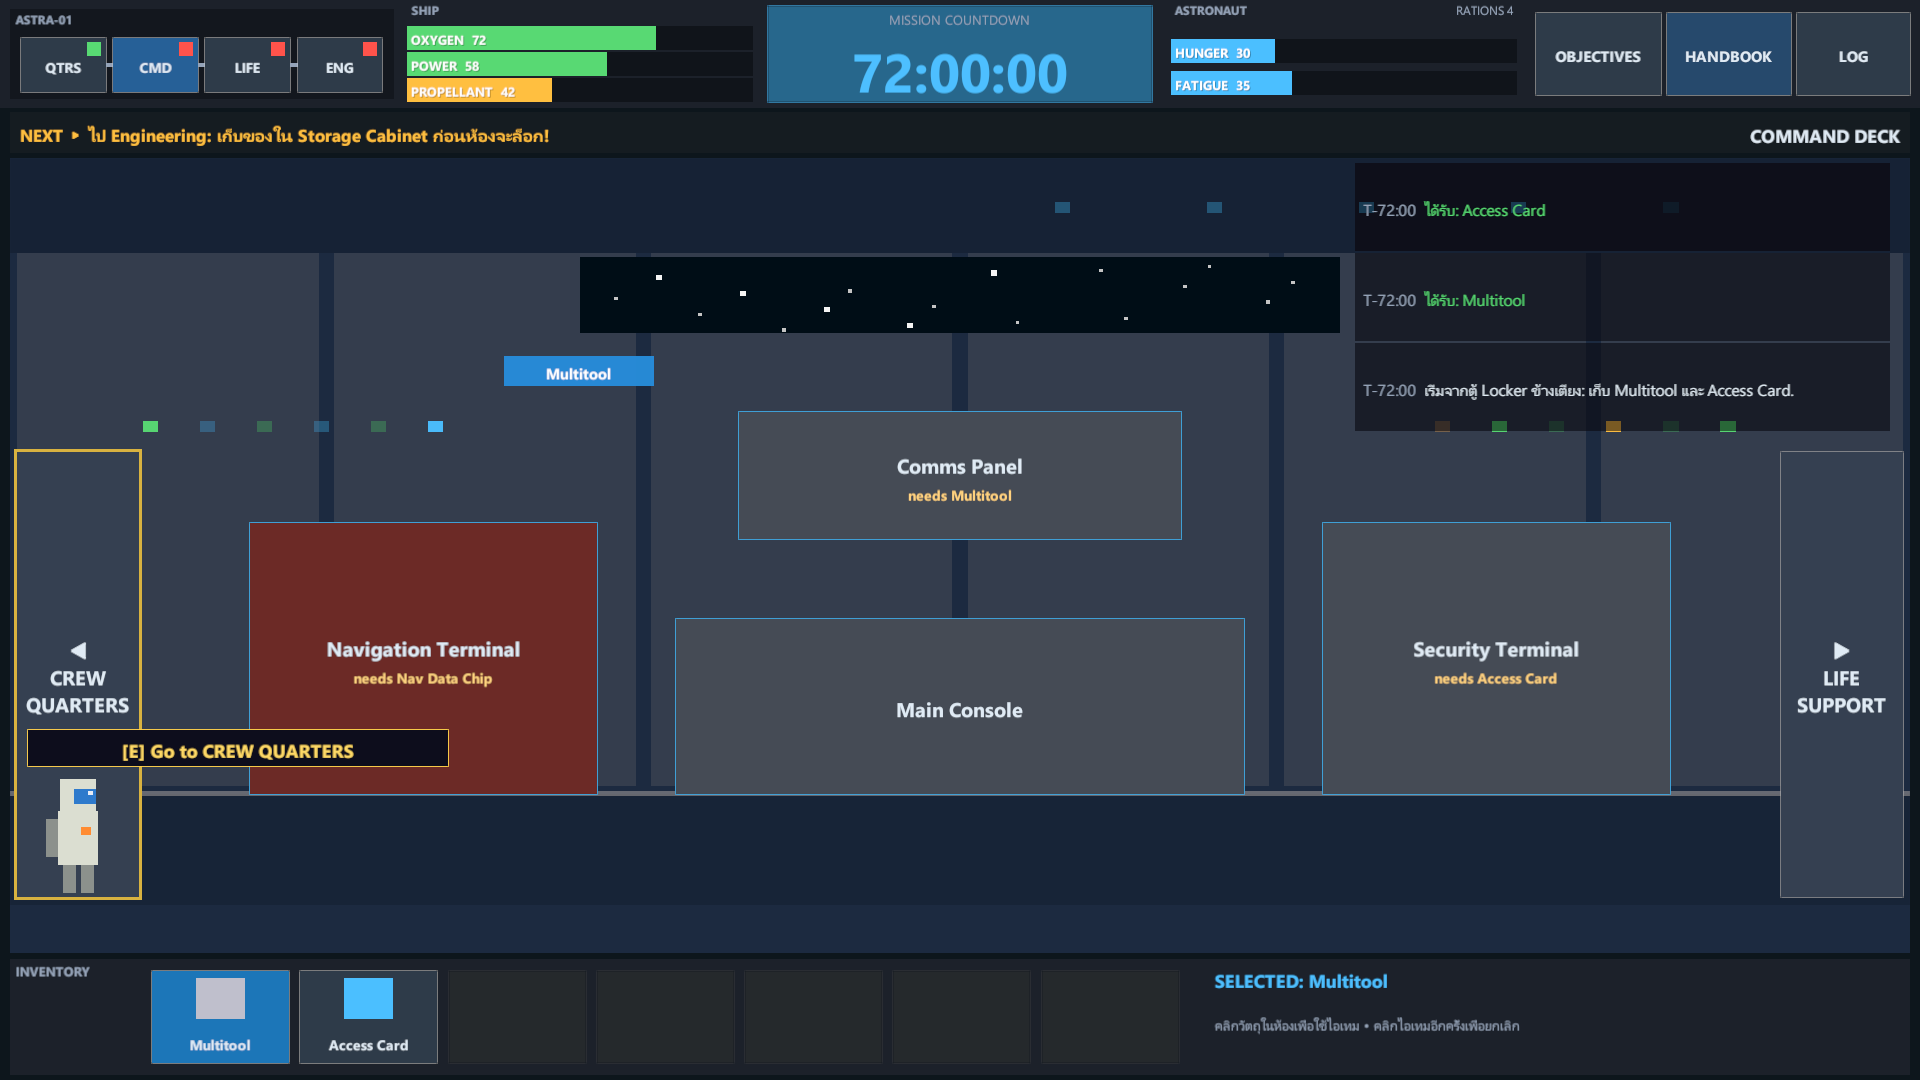 ASTRA-01
QTRS
CMD
LIFE
ENG
SHIP
OXYGEN 72
POWER 58
PROPELLANT 42
MISSION COUNTDOWN
72:00:00
ASTRONAUT
RATIONS 4
HUNGER 30
FATIGUE 35
OBJECTIVES
HANDBOOK
LOG
NEXT ▸ ไป Engineering: เก็บของใน Storage Cabinet ก่อนห้องจะล็อก!
COMMAND DECK
T-72:00 ได้รับ: Access Card
T-72:00 ได้รับ: Multitool
T-72:00 เริ่มจากตู้ Locker ข้างเตียง: เก็บ Multitool และ Access Card.
Multitool
Comms Panel
needs Multitool
Navigation Terminal
needs Nav Data Chip
Main Console
Security Terminal
needs Access Card
◀
CREW
QUARTERS
▶
LIFE
SUPPORT
[E] Go to CREW QUARTERS
INVENTORY
Multitool
Access Card
SELECTED: Multitool
คลิกวัตถุในห้องเพื่อใช้ไอเทม • คลิกไอเทมอีกครั้งเพื่อยกเลิก